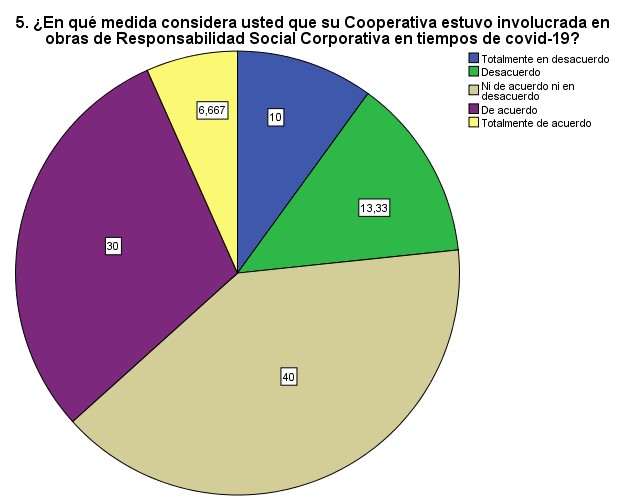 5. ¿En qué medida considera usted que su Cooperativa estuvo involucrada en
obras de Responsabilidad Social Corporativa en tiempos de covid-19?
Totalmente en desacuerdo
Desacuerdo
Ni de acuerdo ni en
desacuerdo
De acuerdo
Totalmente de acuerdo
6,667
10
13,33
30
40